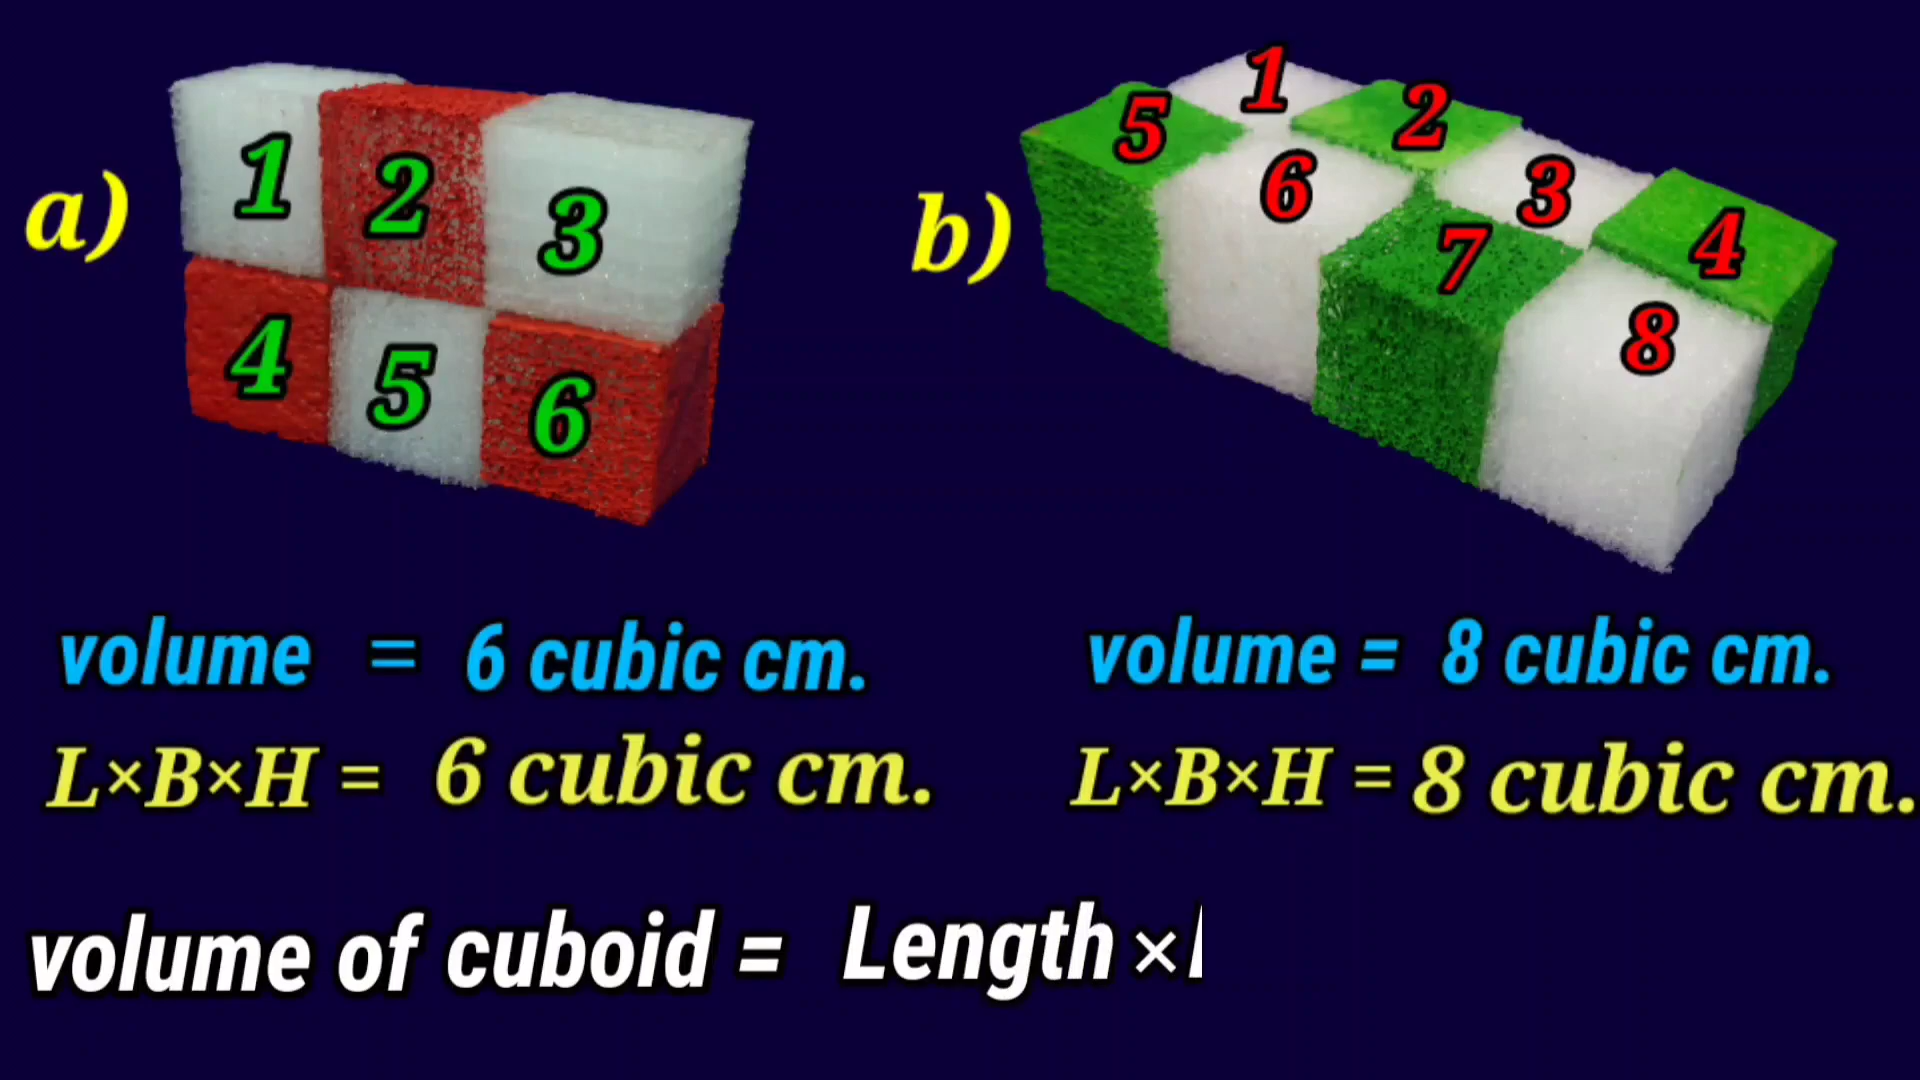 a)
1 2 3
4 5 6
b)
1 2 3 4
5 6 7 8
volume = 6 cubic cm.
L×B×H = 6 cubic cm.
volume = 8 cubic cm.
L×B×H = 8 cubic cm.
volume of cuboid = Length ×